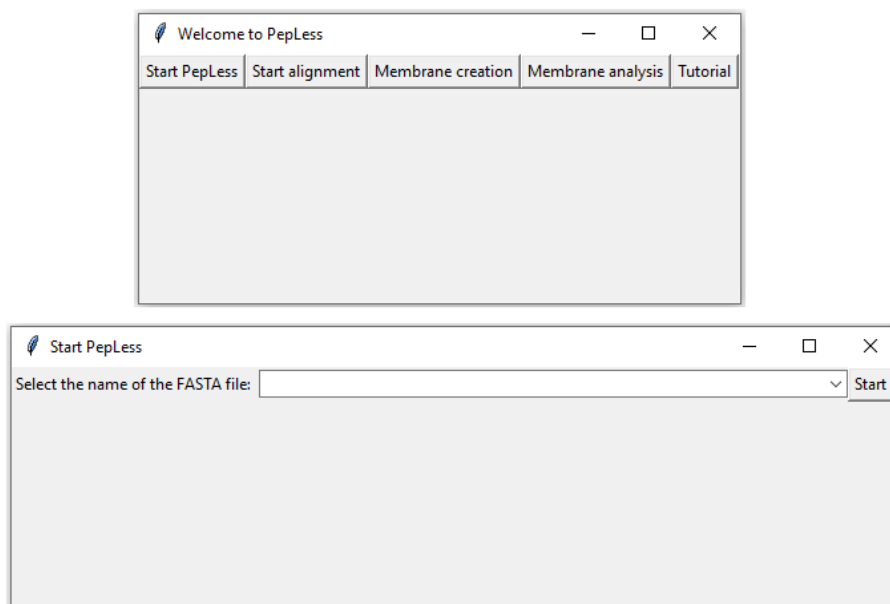 Welcome to PepLess
Start PepLess Start alignment Membrane creation Membrane analysis Tutorial
Start PepLess
Select the name of the FASTA file: Start